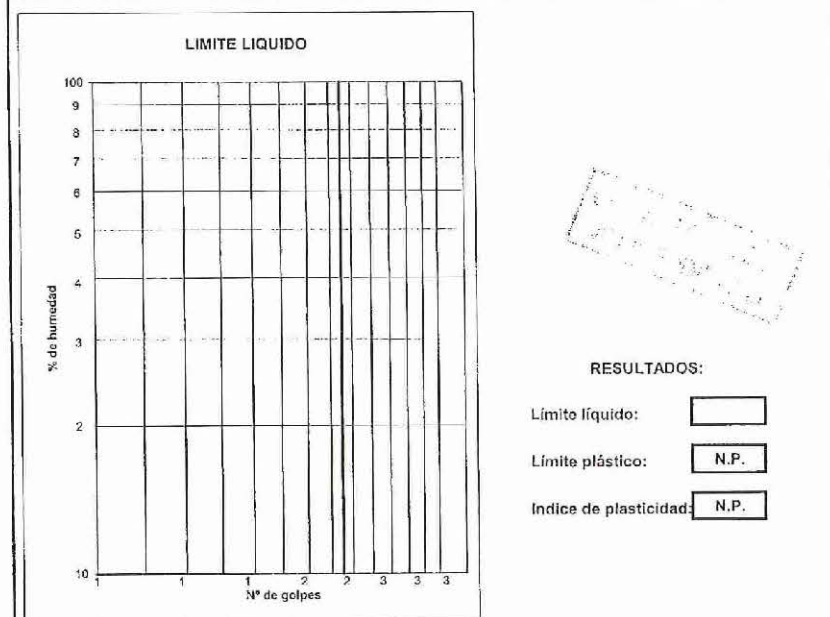 LIMITE LIQUIDO
100
9
8
7
6
5
4
3
2
10
% de humedad
1 1 1 2 2 3 3 3
Nº de golpes
RESULTADOS:
Límite líquido:
Límite plástico: N.P.
Indice de plasticidad: N.P.